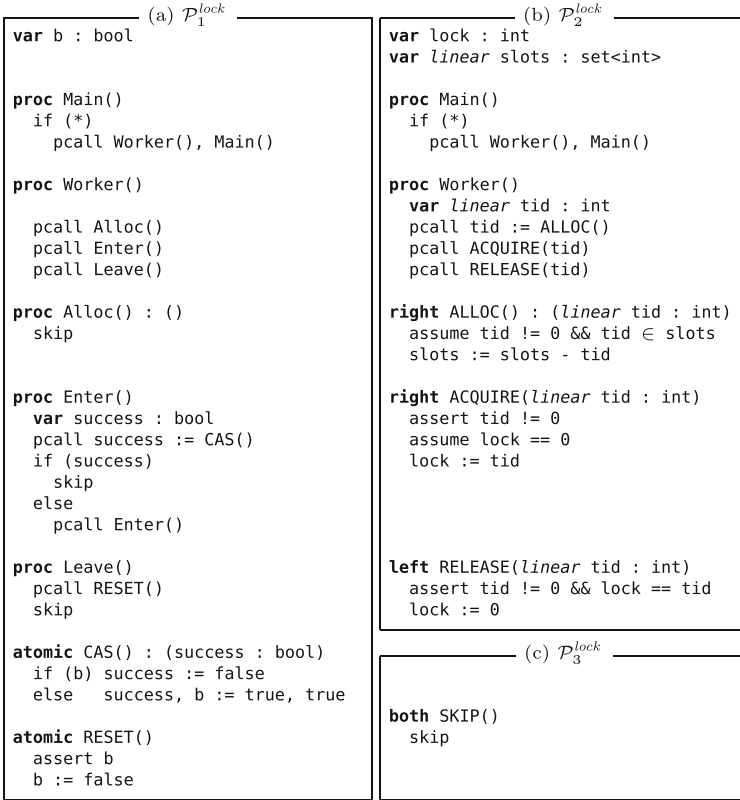 (a) 𝒫₁ˡᵒᶜᵏ
var b : bool
proc Main()
if (*)
pcall Worker(), Main()
proc Worker()
pcall Alloc()
pcall Enter()
pcall Leave()
proc Alloc() : ()
skip
proc Enter()
var success : bool
pcall success := CAS()
if (success)
skip
else
pcall Enter()
proc Leave()
pcall RESET()
skip
atomic CAS() : (success : bool)
if (b) success := false
else success, b := true, true
atomic RESET()
assert b
b := false
(b) 𝒫₂ˡᵒᶜᵏ
var lock : int
var linear slots : set<int>
proc Main()
if (*)
pcall Worker(), Main()
proc Worker()
var linear tid : int
pcall tid := ALLOC()
pcall ACQUIRE(tid)
pcall RELEASE(tid)
right ALLOC() : (linear tid : int)
assume tid != 0 && tid ∈ slots
slots := slots - tid
right ACQUIRE(linear tid : int)
assert tid != 0
assume lock == 0
lock := tid
left RELEASE(linear tid : int)
assert tid != 0 && lock == tid
lock := 0
(c) 𝒫₃ˡᵒᶜᵏ
both SKIP()
skip